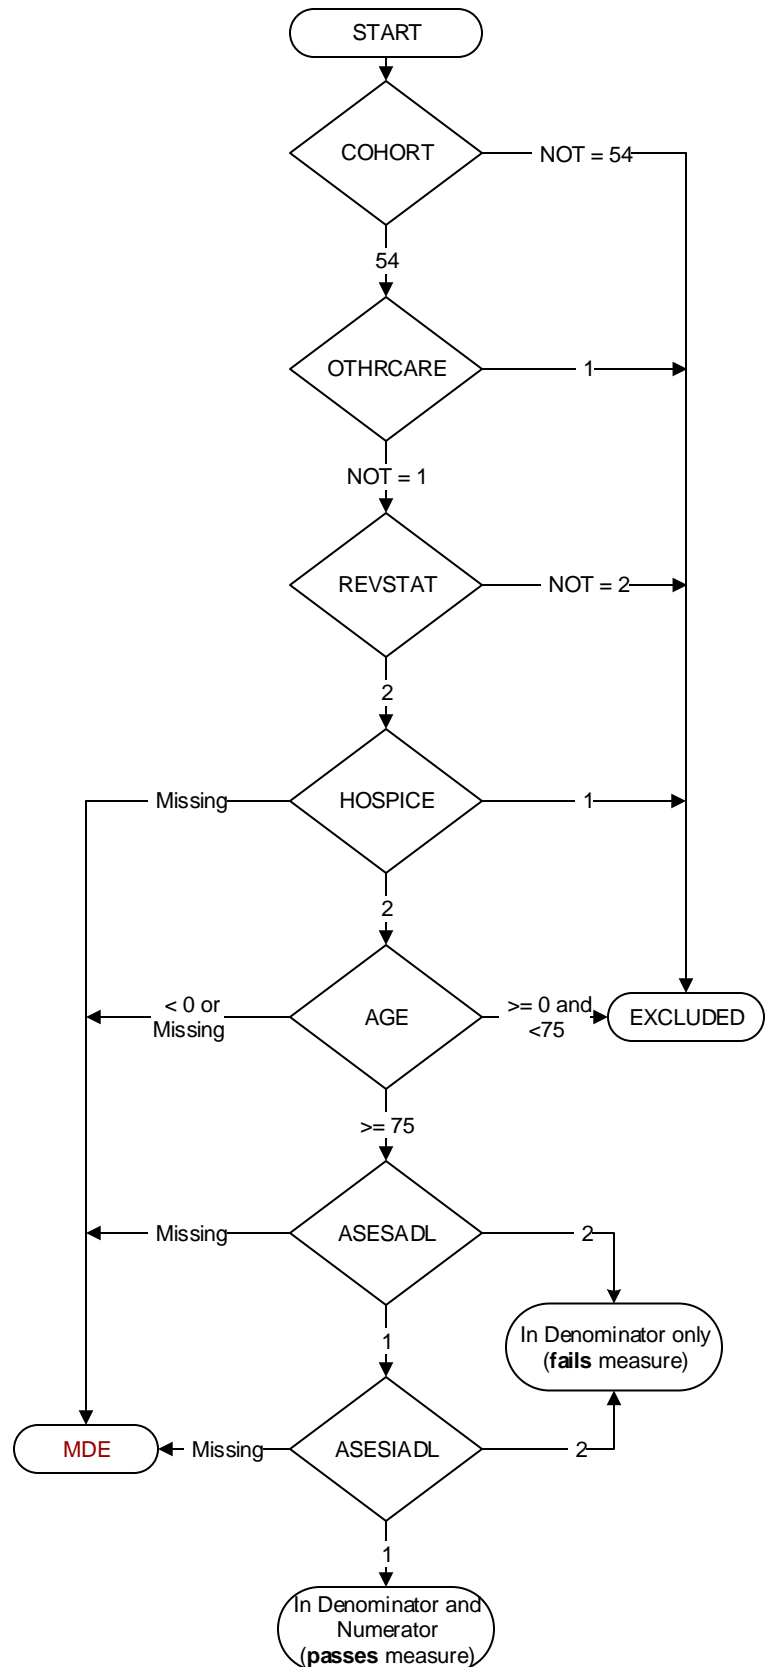 START
COHORT
NOT = 54
54
OTHRCARE
1
NOT = 1
REVSTAT
NOT = 2
2
Missing
HOSPICE
1
2
< 0 or
Missing
AGE
>= 0 and
<75
EXCLUDED
>= 75
Missing
ASESADL
2
In Denominator only
(fails measure)
1
MDE
Missing
ASESIADL
2
1
In Denominator and
Numerator
(passes measure)